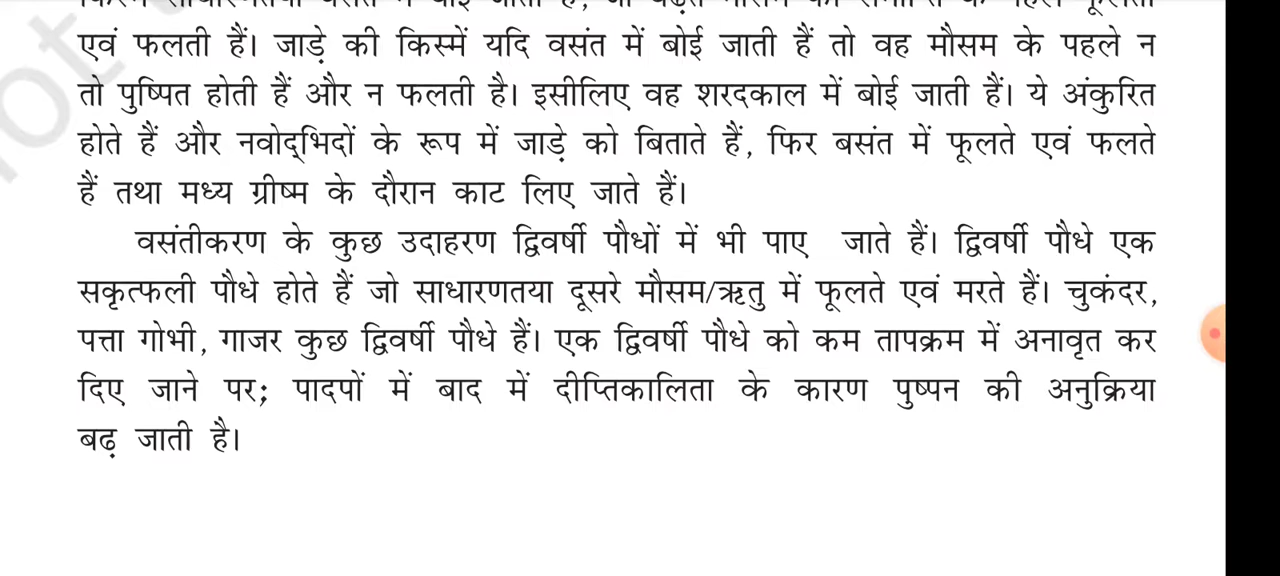 एवं फलती हैं। जाड़े की किस्में यदि वसंत में बोई जाती हैं तो वह मौसम के पहले न
तो पुष्पित होती हैं और न फलती है। इसीलिए वह शरदकाल में बोई जाती हैं। ये अंकुरित
होते हैं और नवोद्‌भिदों के रूप में जाड़े को बिताते हैं, फिर बसंत में फूलते एवं फलते
हैं तथा मध्य ग्रीष्म के दौरान काट लिए जाते हैं।
वसंतीकरण के कुछ उदाहरण द्विवर्षी पौधों में भी पाए जाते हैं। द्विवर्षी पौधे एक
सकृत्फली पौधे होते हैं जो साधारणतया दूसरे मौसम/ऋतु में फूलते एवं मरते हैं। चुकंदर,
पत्ता गोभी, गाजर कुछ द्विवर्षी पौधे हैं। एक द्विवर्षी पौधे को कम तापक्रम में अनावृत कर
दिए जाने पर; पादपों में बाद में दीप्तिकालिता के कारण पुष्पन की अनुक्रिया
बढ़ जाती है।